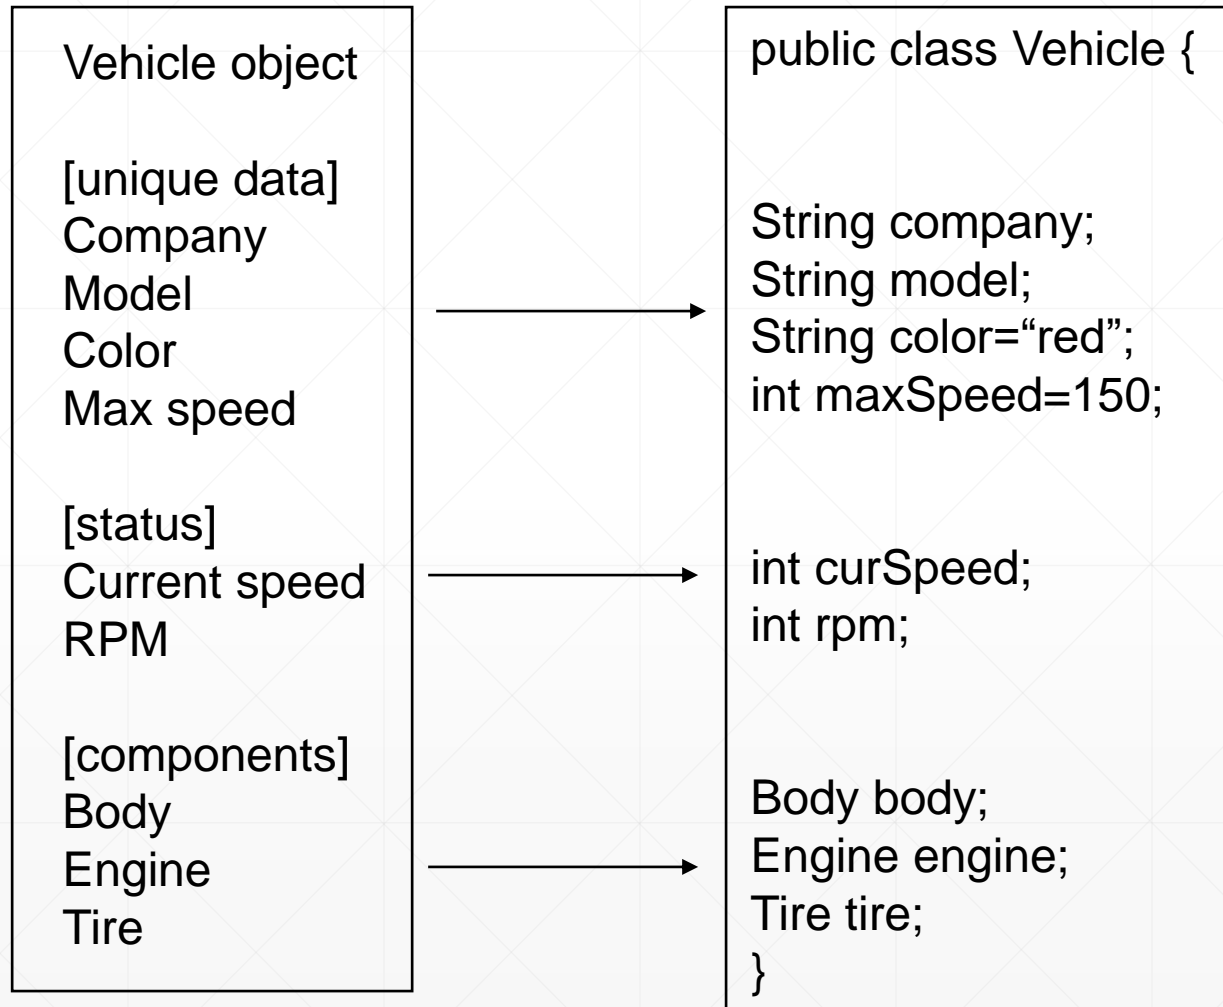 Vehicle object
[unique data]
Company
Model
Color
Max speed
[status]
Current speed
RPM
[components]
Body
Engine
Tire
public class Vehicle {
String company;
String model;
String color=“red”;
int maxSpeed=150;
int curSpeed;
int rpm;
Body body;
Engine engine;
Tire tire;
}